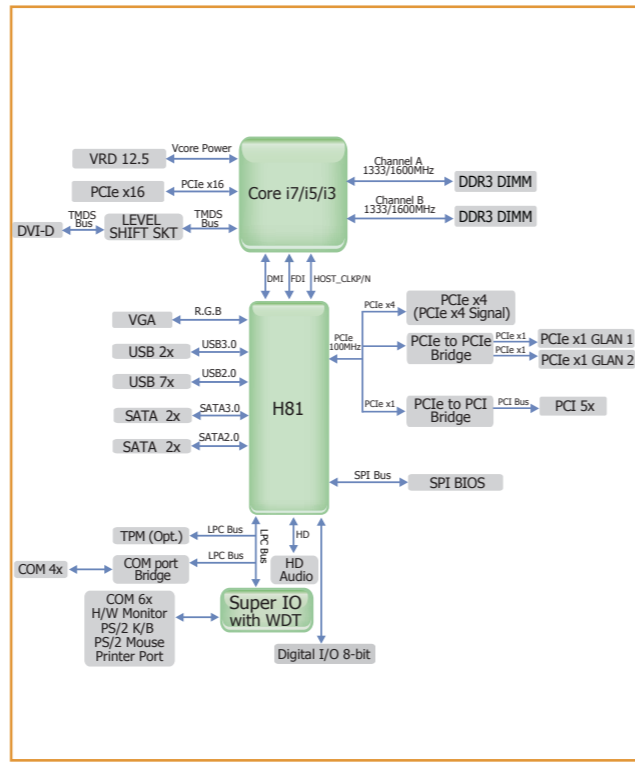 Vcore Power
VRD 12.5
PCIe x16
PCIe x16
TMDS
Bus
DVI-D
LEVEL
SHIFT SKT
TMDS
Bus
Core i7/i5/i3
Channel A
1333/1600MHz
DDR3 DIMM
Channel B
1333/1600MHz
DDR3 DIMM
DMI
FDI
HOST_CLKP/N
VGA
R.G.B
USB 2x
USB3.0
USB 7x
USB2.0
SATA 2x
SATA3.0
SATA 2x
SATA2.0
H81
PCIe
100MHz
PCIe x4
PCIe x4
(PCIe x4 Signal)
PCIe to PCIe
Bridge
PCIe x1
PCIe x1 GLAN 1
PCIe x1
PCIe x1 GLAN 2
PCIe x1
PCIe to PCI
Bridge
PCI Bus
PCI 5x
SPI Bus
SPI BIOS
TPM (Opt.)
LPC Bus
LPC Bus
HD
COM 4x
COM port
Bridge
LPC Bus
HD
Audio
COM 6x
H/W Monitor
PS/2 K/B
PS/2 Mouse
Printer Port
Super IO
with WDT
Digital I/O 8-bit